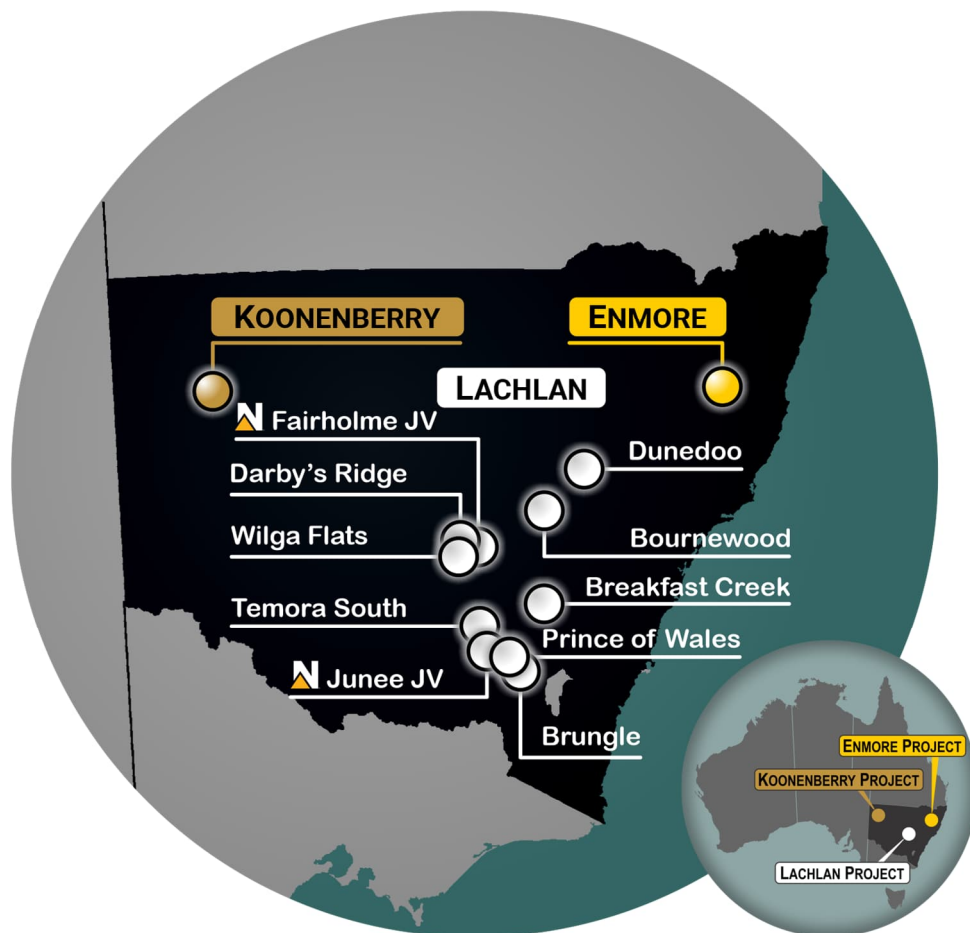 KOONENBERRY
ENMORE
LACHLAN
N Fairholme JV
Dunedoo
Darby's Ridge
Wilga Flats
Bournewood
Breakfast Creek
Temora South
Prince of Wales
N Junee JV
Brungle
ENMORE PROJECT
KOONENBERRY PROJECT
LACHLAN PROJECT